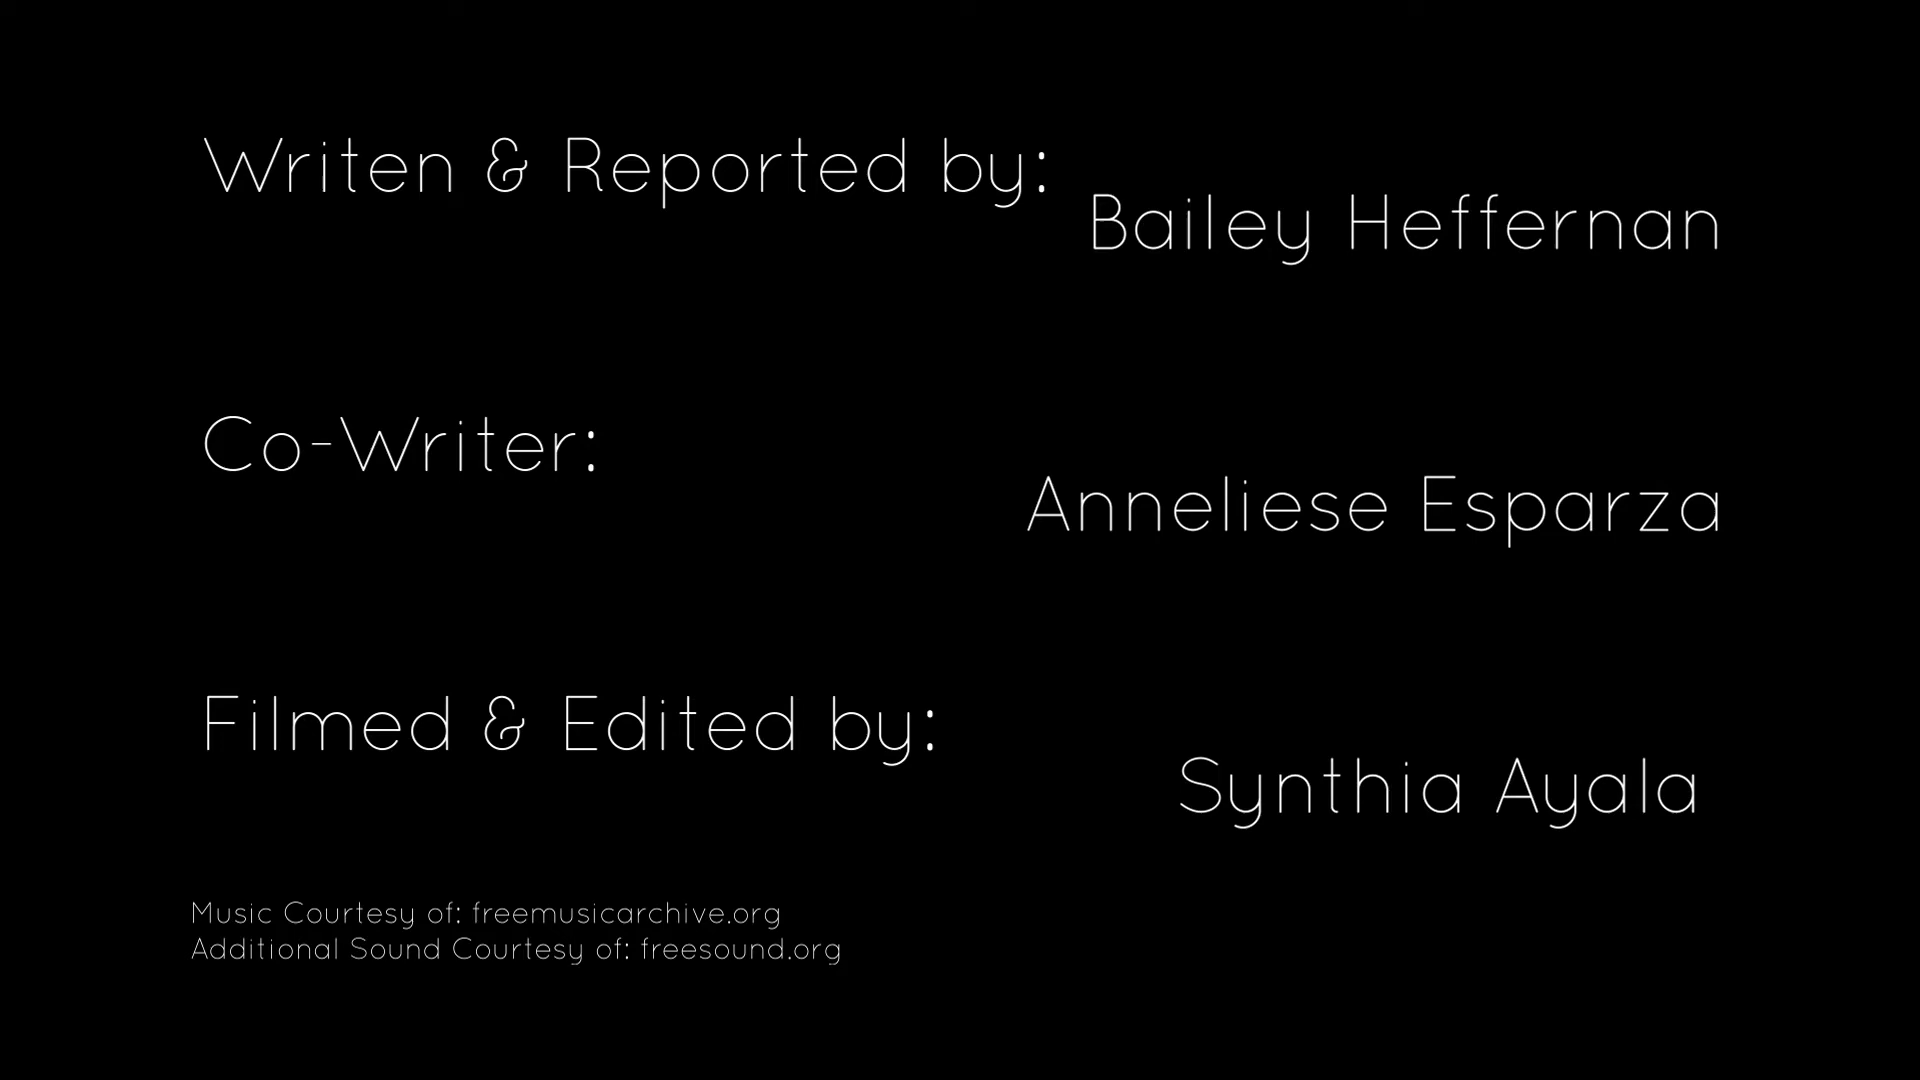 Writen & Reported by:
Bailey Heffernan
Co-Writer:
Anneliese Esparza
Filmed & Edited by:
Synthia Ayala
Music Courtesy of: freemusicarchive.org
Additional Sound Courtesy of: freesound.org